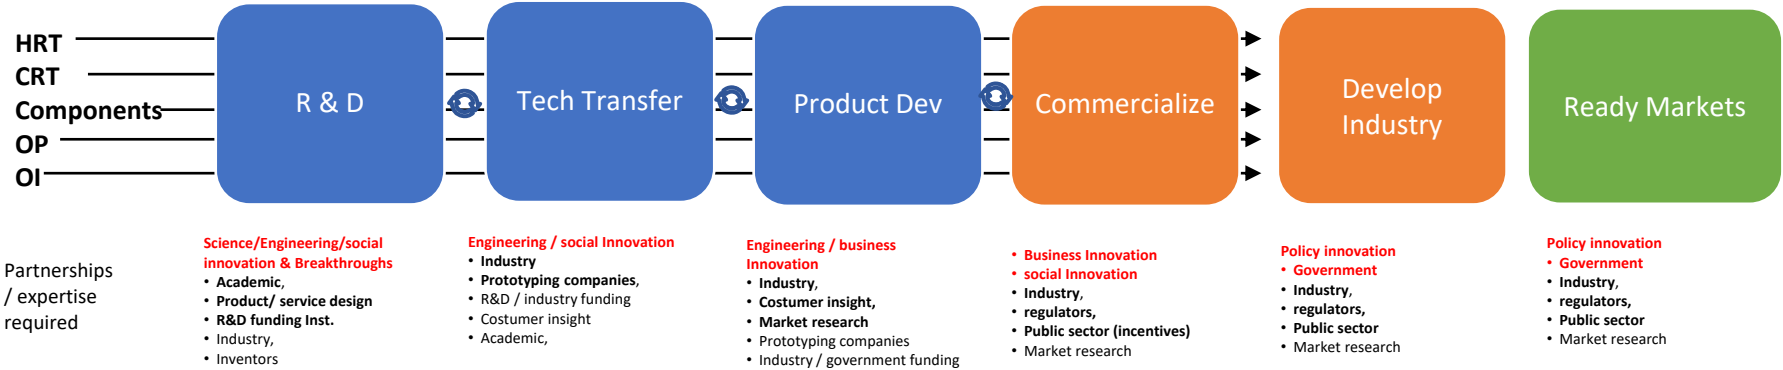 HRT
CRT
Components
OP
OI
R & D
Tech Transfer
Product Dev
Commercialize
Develop
Industry
Ready Markets
Partnerships
/ expertise
required
Science/Engineering/social
innovation & Breakthroughs
• Academic,
• Product/ service design
• R&D funding Inst.
• Industry,
• Inventors
Engineering / social Innovation
• Industry
• Prototyping companies,
• R&D / industry funding
• Costumer insight
• Academic,
Engineering / business
Innovation
• Industry,
• Costumer insight,
• Market research
• Prototyping companies
• Industry / government funding
• Business Innovation
• social Innovation
• Industry,
• regulators,
• Public sector (incentives)
• Market research
Policy innovation
• Government
• Industry,
• regulators,
• Public sector
• Market research
Policy innovation
• Government
• Industry,
• regulators,
• Public sector
• Market research